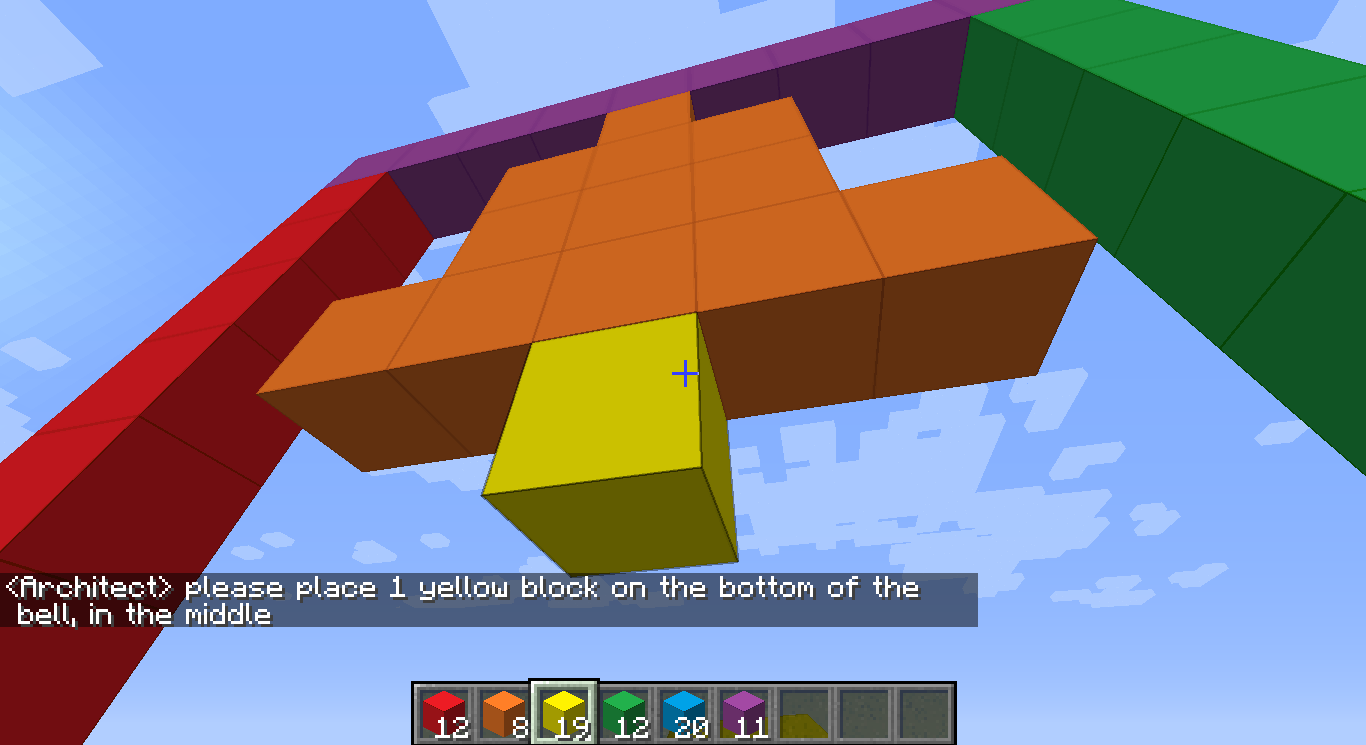 <Architect> please place 1 yellow block on the bottom of the
bell, in the middle
12 8 19 12 20 11